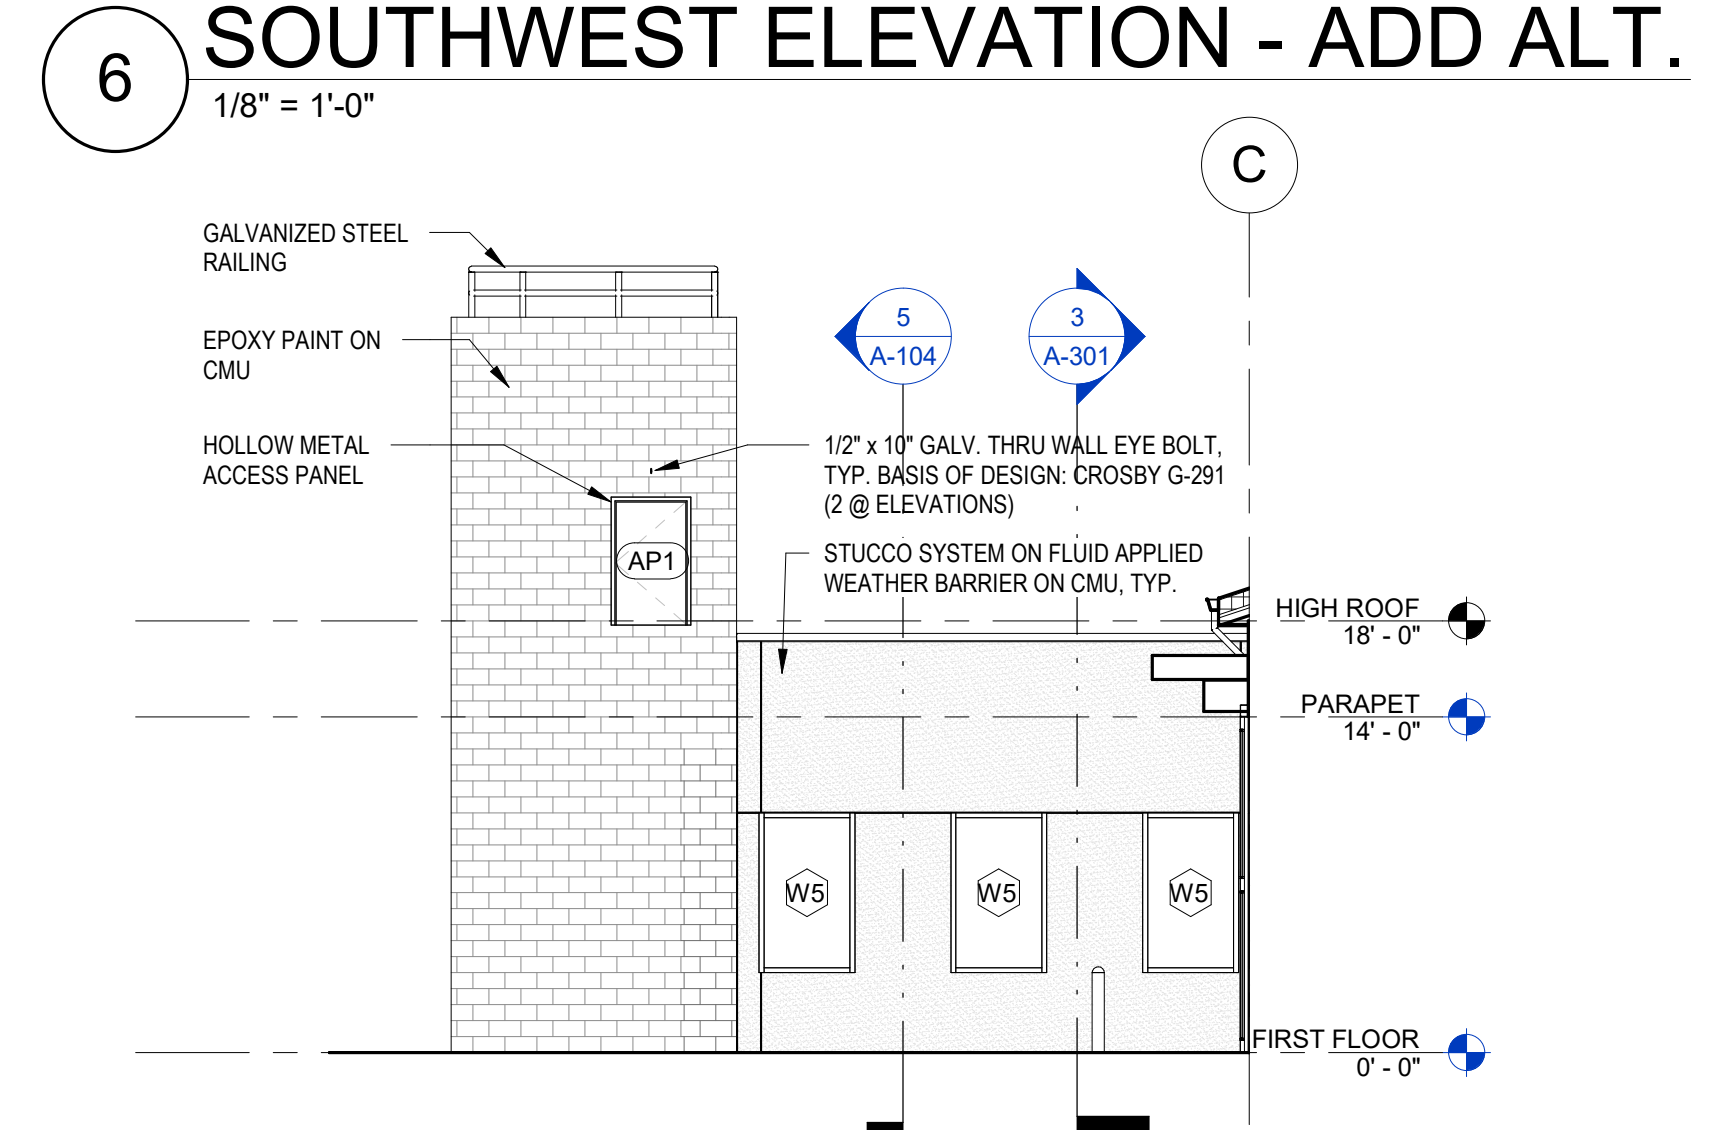 6
SOUTHWEST ELEVATION - ADD ALT.
1/8" = 1'-0"
C
GALVANIZED STEEL
RAILING
EPOXY PAINT ON
CMU
HOLLOW METAL
ACCESS PANEL
5
A-104
3
A-301
1/2" x 10" GALV. THRU WALL EYE BOLT,
TYP. BASIS OF DESIGN: CROSBY G-291
(2 @ ELEVATIONS)
STUCCO SYSTEM ON FLUID APPLIED
WEATHER BARRIER ON CMU, TYP.
AP1
HIGH ROOF
18' - 0"
PARAPET
14' - 0"
W5
W5
W5
FIRST FLOOR
0' - 0"